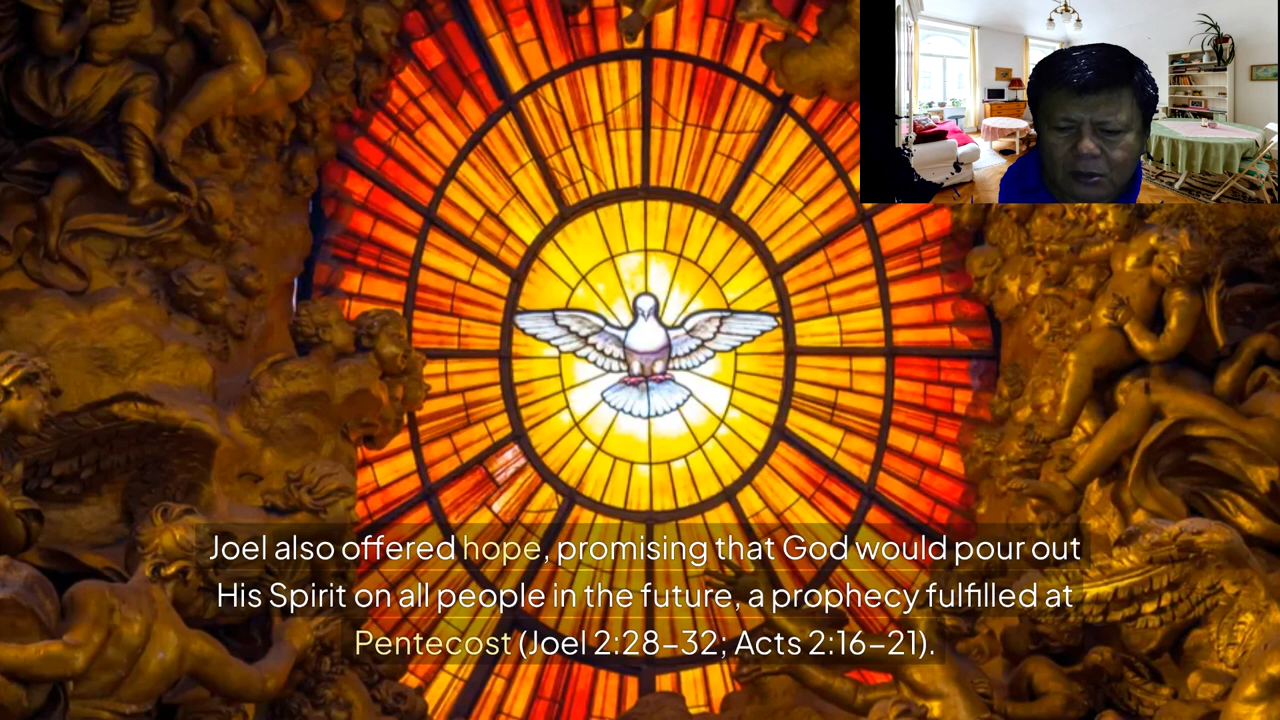 Joel also offered hope, promising that God would pour out
His Spirit on all people in the future, a prophecy fulfilled at
Pentecost (Joel 2:28–32; Acts 2:16–21).